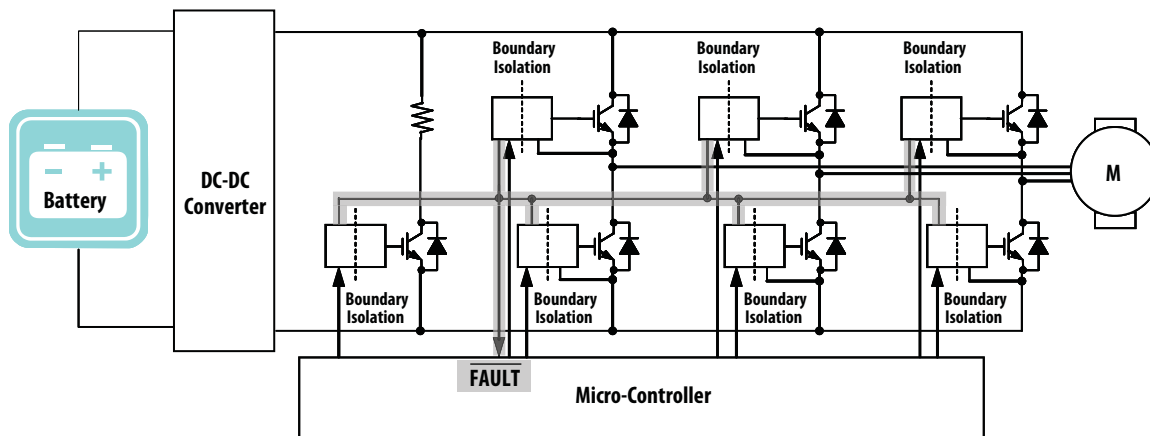 Boundary
Isolation
Boundary
Isolation
Boundary
Isolation
Battery
DC-DC
Converter
M
Boundary
Isolation
Boundary
Isolation
Boundary
Isolation
Boundary
Isolation
FAULT
Micro-Controller